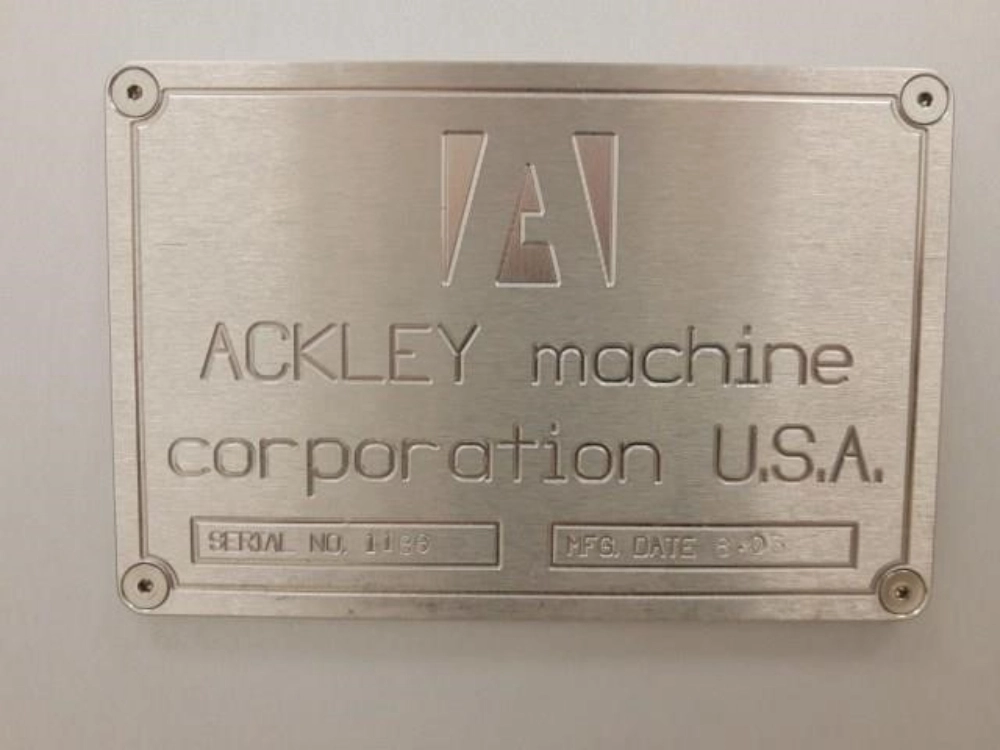 ACKLEY machine
corporation U.S.A.
SERIAL NO.
MFG. DATE